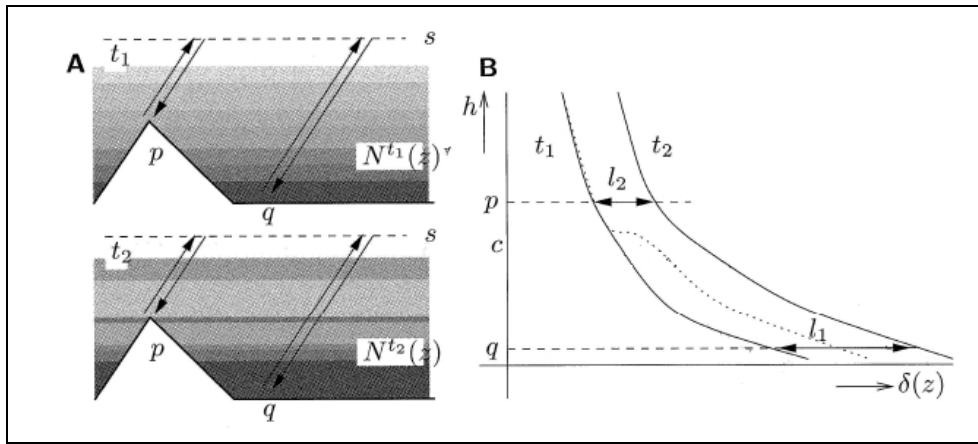 A
t₁
s
p
N^{t₁}(z)
q
t₂
s
p
N^{t₂}(z)
q
B
h
t₁
t₂
l₂
p
c
l₁
q
δ(z)